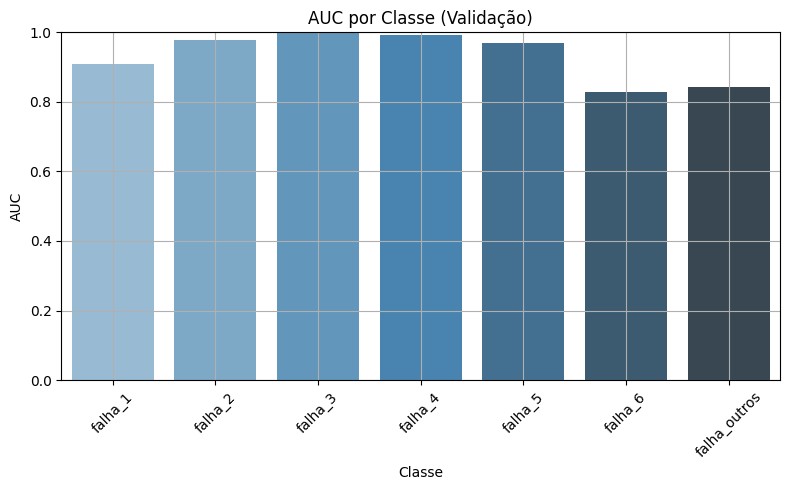 AUC por Classe (Validação)
AUC
1.0
0.8
0.6
0.4
0.2
0.0
falha_1
falha_2
falha_3
falha_4
falha_5
falha_6
falha_outros
Classe